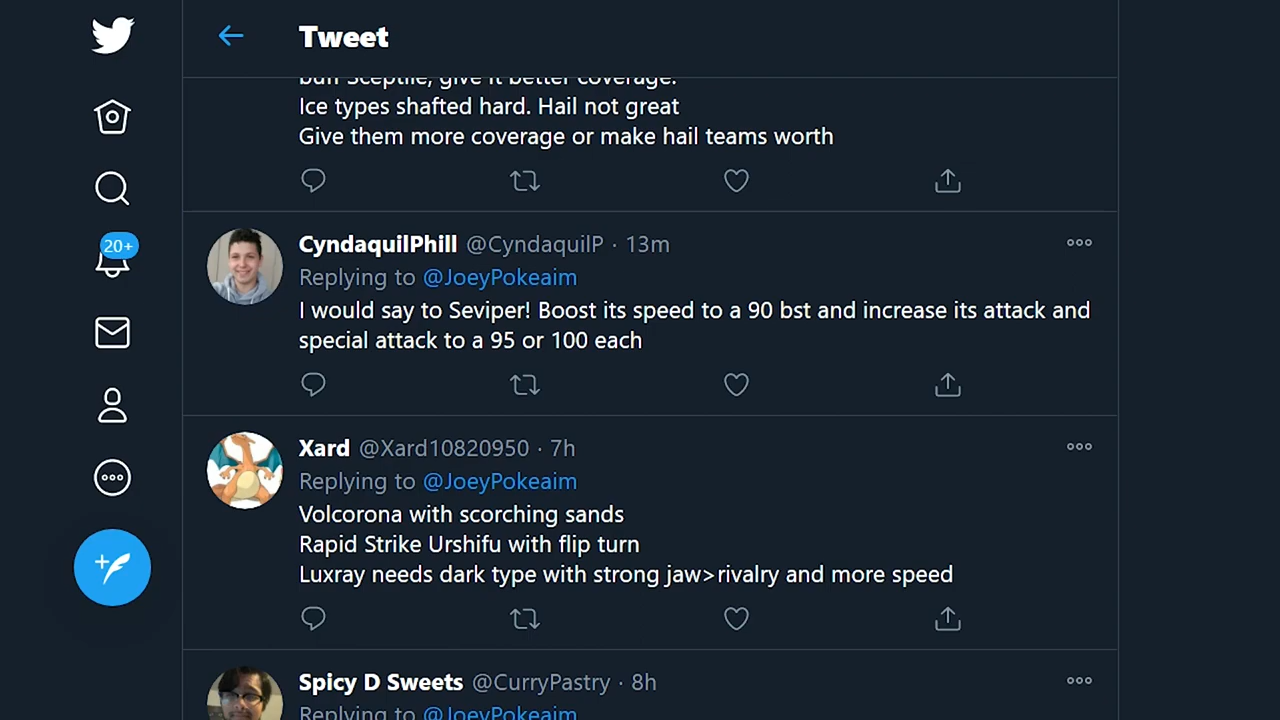 Tweet
buff Sceptile, give it better coverage.
Ice types shafted hard. Hail not great
Give them more coverage or make hail teams worth
20+
CyndaquilPhill @CyndaquilP · 13m
Replying to @JoeyPokeaim
I would say to Seviper! Boost its speed to a 90 bst and increase its attack and
special attack to a 95 or 100 each
Xard @Xard10820950 · 7h
Replying to @JoeyPokeaim
Volcorona with scorching sands
Rapid Strike Urshifu with flip turn
Luxray needs dark type with strong jaw>rivalry and more speed
Spicy D Sweets @CurryPastry · 8h
Replying to @JoeyPokeaim